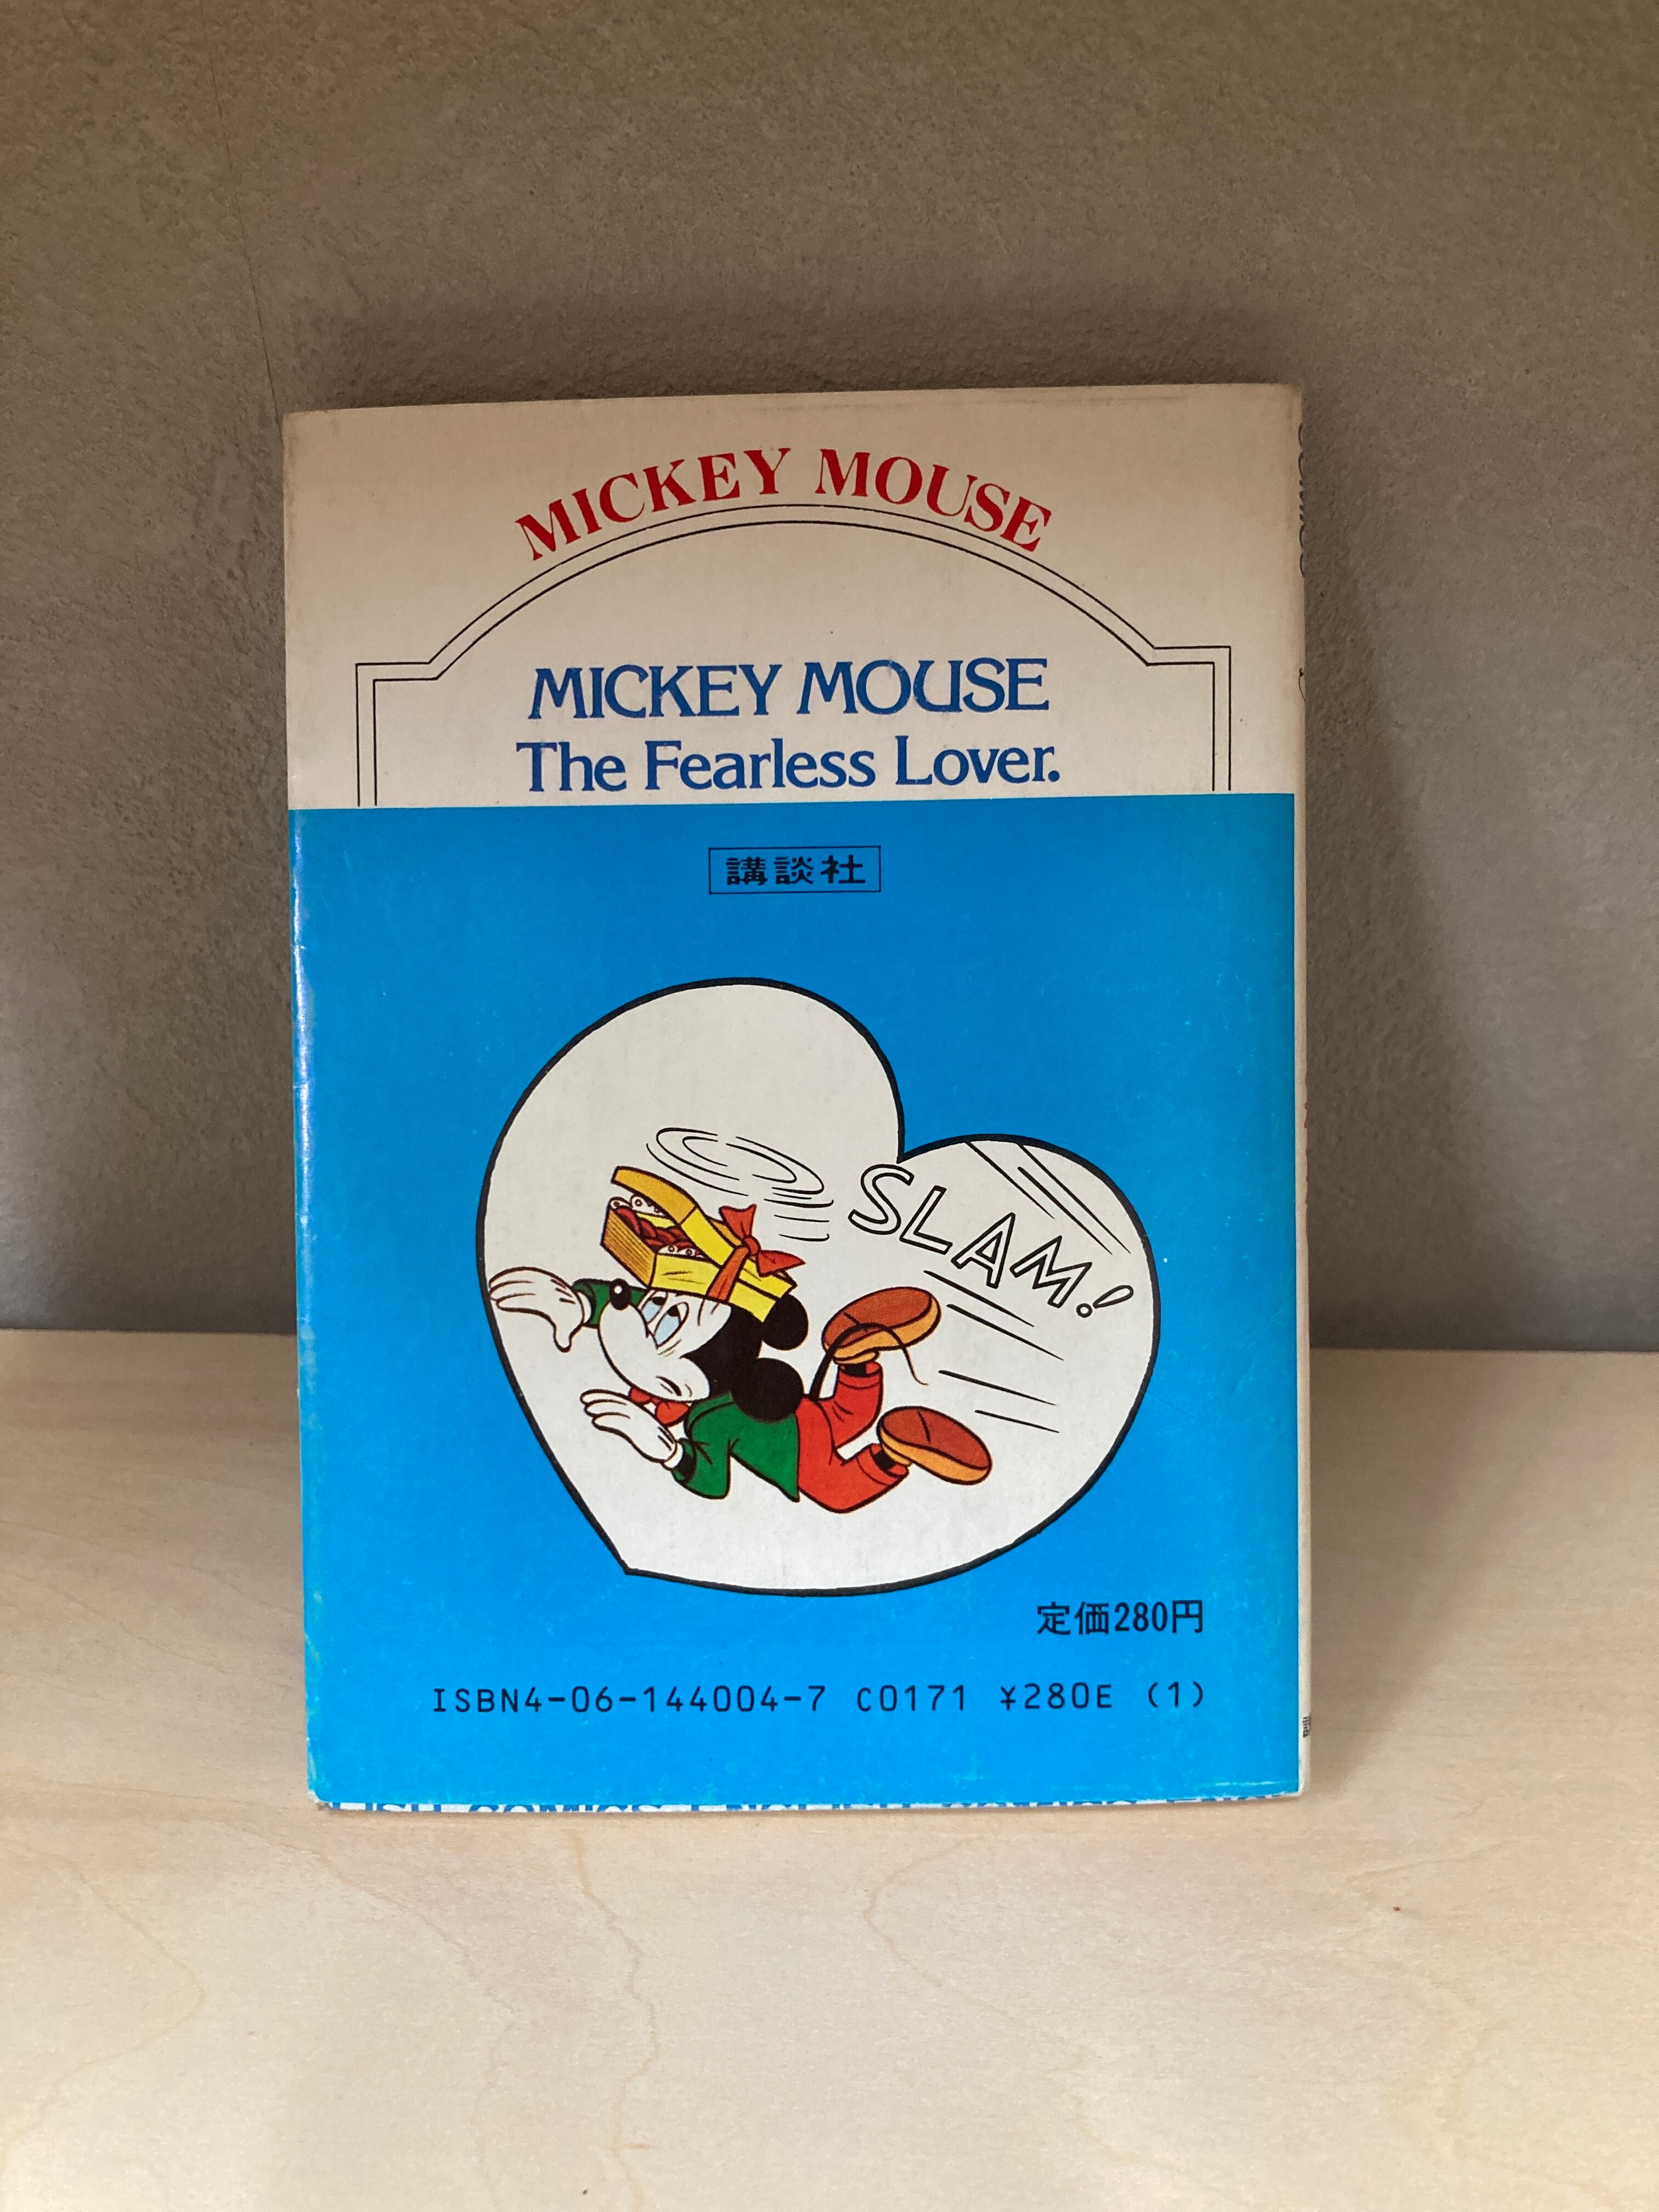 MICKEY MOUSE
MICKEY MOUSE
The Fearless Lover.
講談社
SLAM!
定価280円
ISBN4-06-144004-7 C0171 ¥280E (1)